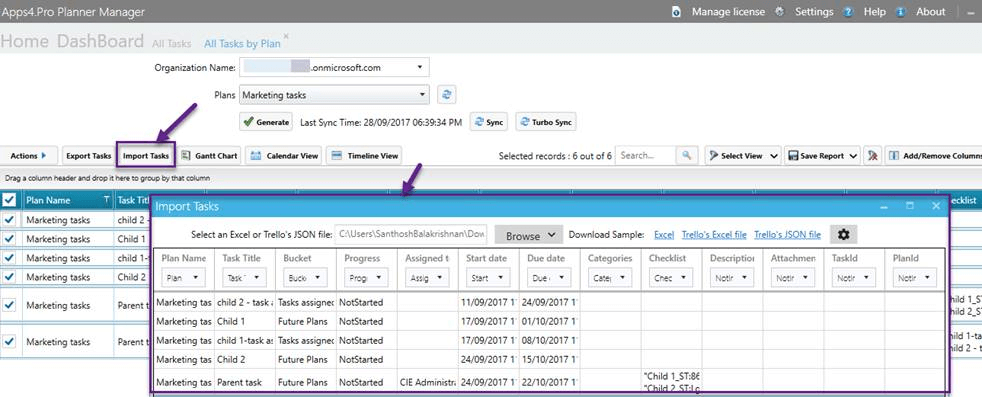 Apps4.Pro Planner Manager
Manage license Settings Help About
Home DashBoard All Tasks All Tasks by Plan ×
Organization Name: .onmicrosoft.com
Plans Marketing tasks
Generate Last Sync Time: 28/09/2017 06:39:34 PM Sync Turbo Sync
Actions Export Tasks Import Tasks Gantt Chart Calendar View Timeline View Selected records : 6 out of 6 Search... Select View Save Report Add/Remove Columns
Drag a column header and drop it here to group by that column
Plan Name Task Titl hecklist
Marketing tasks child 2 -
Marketing tasks Child 1
Marketing tasks child 1-t
Marketing tasks Child 2
Marketing tasks Parent t hild 1_ST
hild 2_ST
Marketing tasks Parent t hild 1-ta
hild 2 - t
Import Tasks
Select an Excel or Trello's JSON file: C:\Users\SanthoshBalakrishnan\Dow Browse Download Sample: Excel Trello's Excel file Trello's JSON file
Plan Name Task Title Bucket Progress Assigned t Start date Due date Categories Checklist Description Attachmen TaskId PlanId
Plan Task Bucke Prog Assig Start Due Cate Chec Notir Notir Notir Notir
Marketing tas child 2 - task a Tasks assigned NotStarted 11/09/2017 1 24/09/2017 1
Marketing tas Child 1 Future Plans NotStarted 17/09/2017 1 01/10/2017 1
Marketing tas child 1-task as Tasks assigned NotStarted 17/09/2017 1 08/10/2017 1
Marketing tas Child 2 Future Plans NotStarted 24/09/2017 1 15/10/2017 1
Marketing tas Parent task Future Plans NotStarted CIE Administra 24/09/2017 1 22/10/2017 1 "Child 1_ST:86
"Child 2_ST:Lg